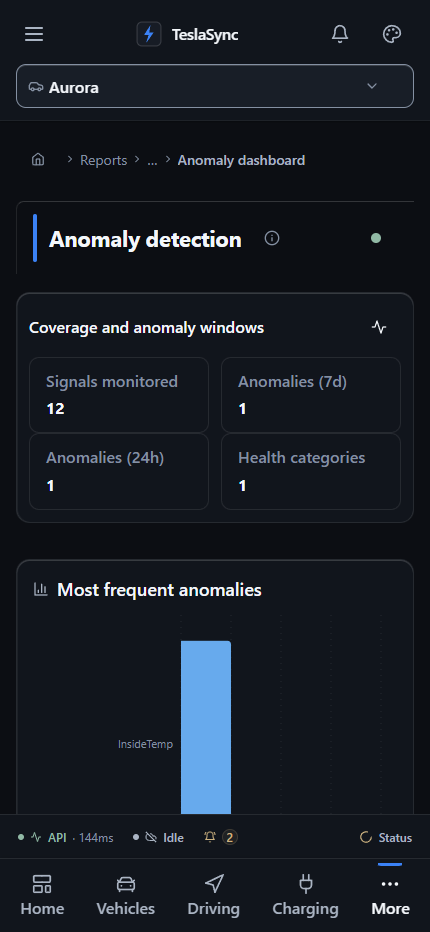 TeslaSync
Aurora
Reports ... Anomaly dashboard
Anomaly detection
Coverage and anomaly windows
Signals monitored
12
Anomalies (7d)
1
Anomalies (24h)
1
Health categories
1
Most frequent anomalies
InsideTemp
API · 144ms Idle 2 Status
Home Vehicles Driving Charging More